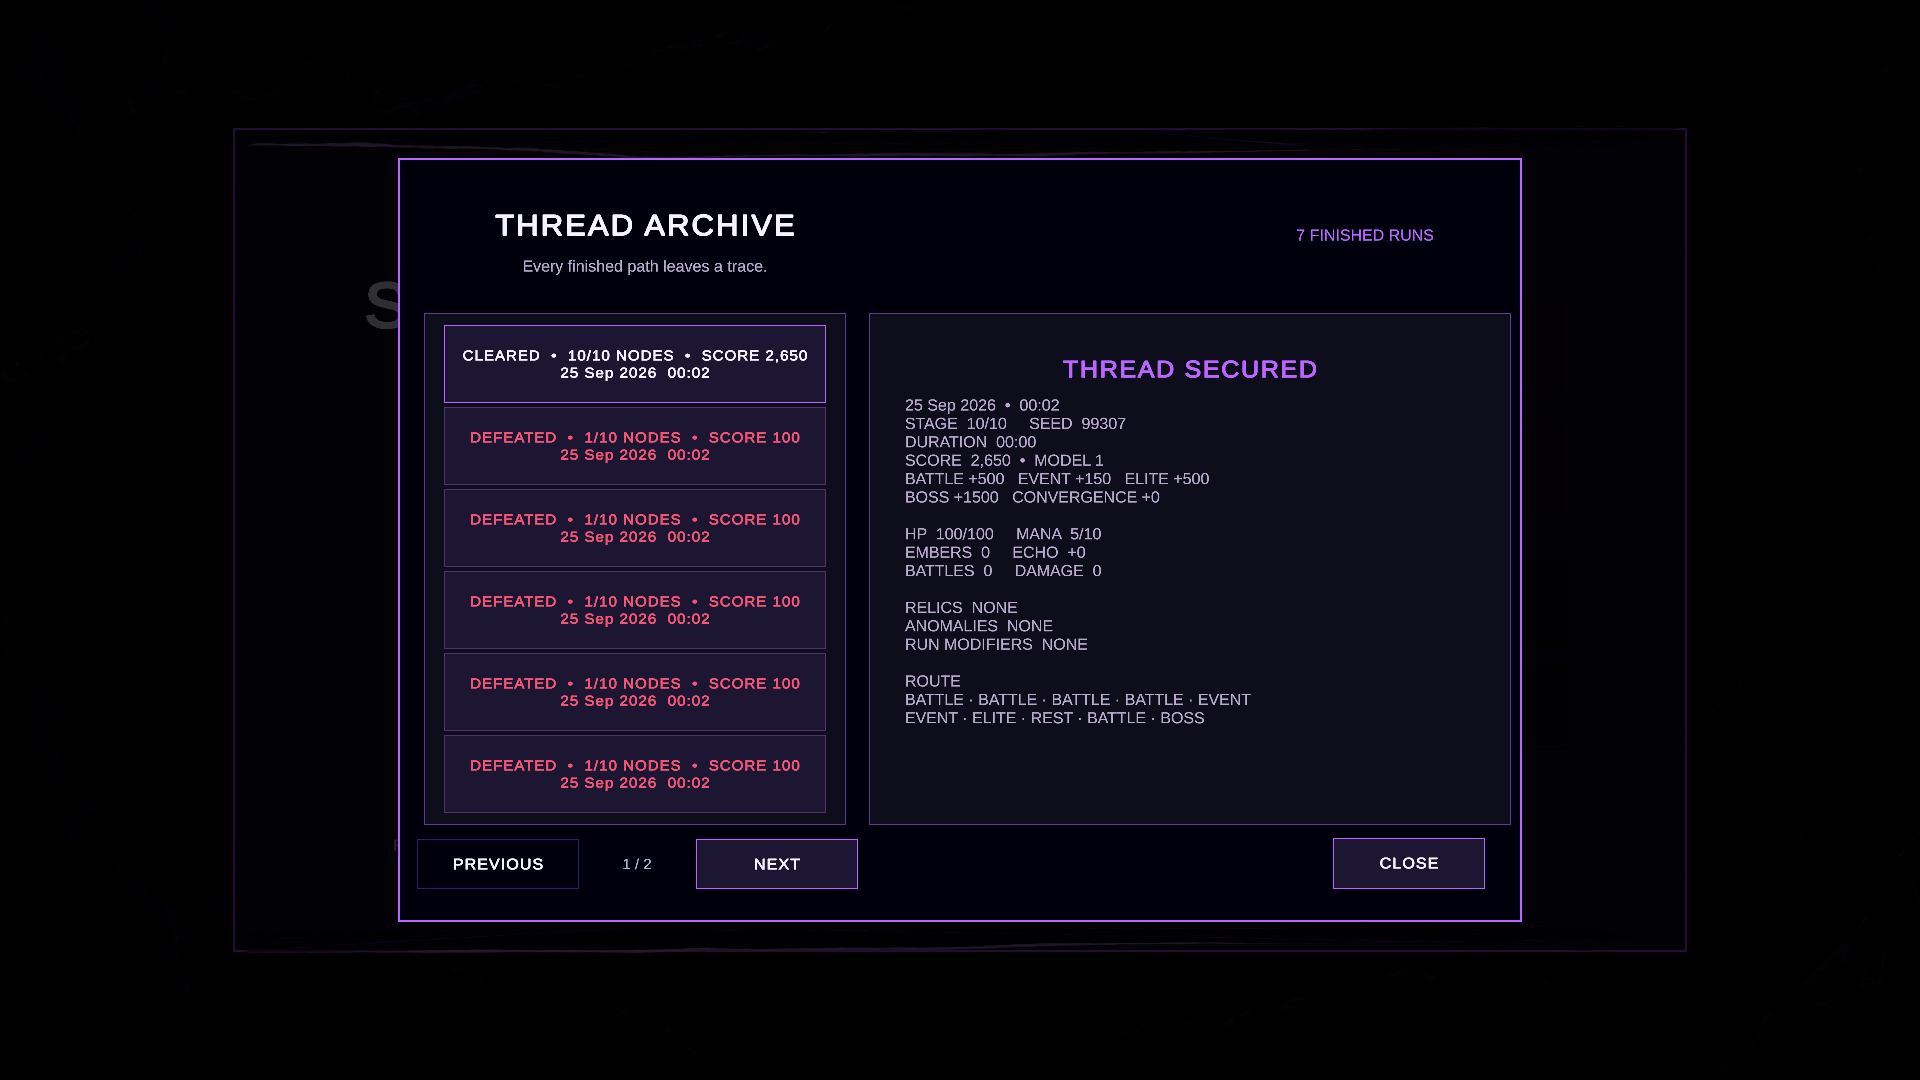 THREAD ARCHIVE
Every finished path leaves a trace.
7 FINISHED RUNS
CLEARED • 10/10 NODES • SCORE 2,650
25 Sep 2026 00:02
DEFEATED • 1/10 NODES • SCORE 100
25 Sep 2026 00:02
DEFEATED • 1/10 NODES • SCORE 100
25 Sep 2026 00:02
DEFEATED • 1/10 NODES • SCORE 100
25 Sep 2026 00:02
DEFEATED • 1/10 NODES • SCORE 100
25 Sep 2026 00:02
DEFEATED • 1/10 NODES • SCORE 100
25 Sep 2026 00:02
THREAD SECURED
25 Sep 2026 • 00:02
STAGE 10/10 SEED 99307
DURATION 00:00
SCORE 2,650 • MODEL 1
BATTLE +500 EVENT +150 ELITE +500
BOSS +1500 CONVERGENCE +0
HP 100/100 MANA 5/10
EMBERS 0 ECHO +0
BATTLES 0 DAMAGE 0
RELICS NONE
ANOMALIES NONE
RUN MODIFIERS NONE
ROUTE
BATTLE · BATTLE · BATTLE · BATTLE · EVENT
EVENT · ELITE · REST · BATTLE · BOSS
PREVIOUS
1 / 2
NEXT
CLOSE